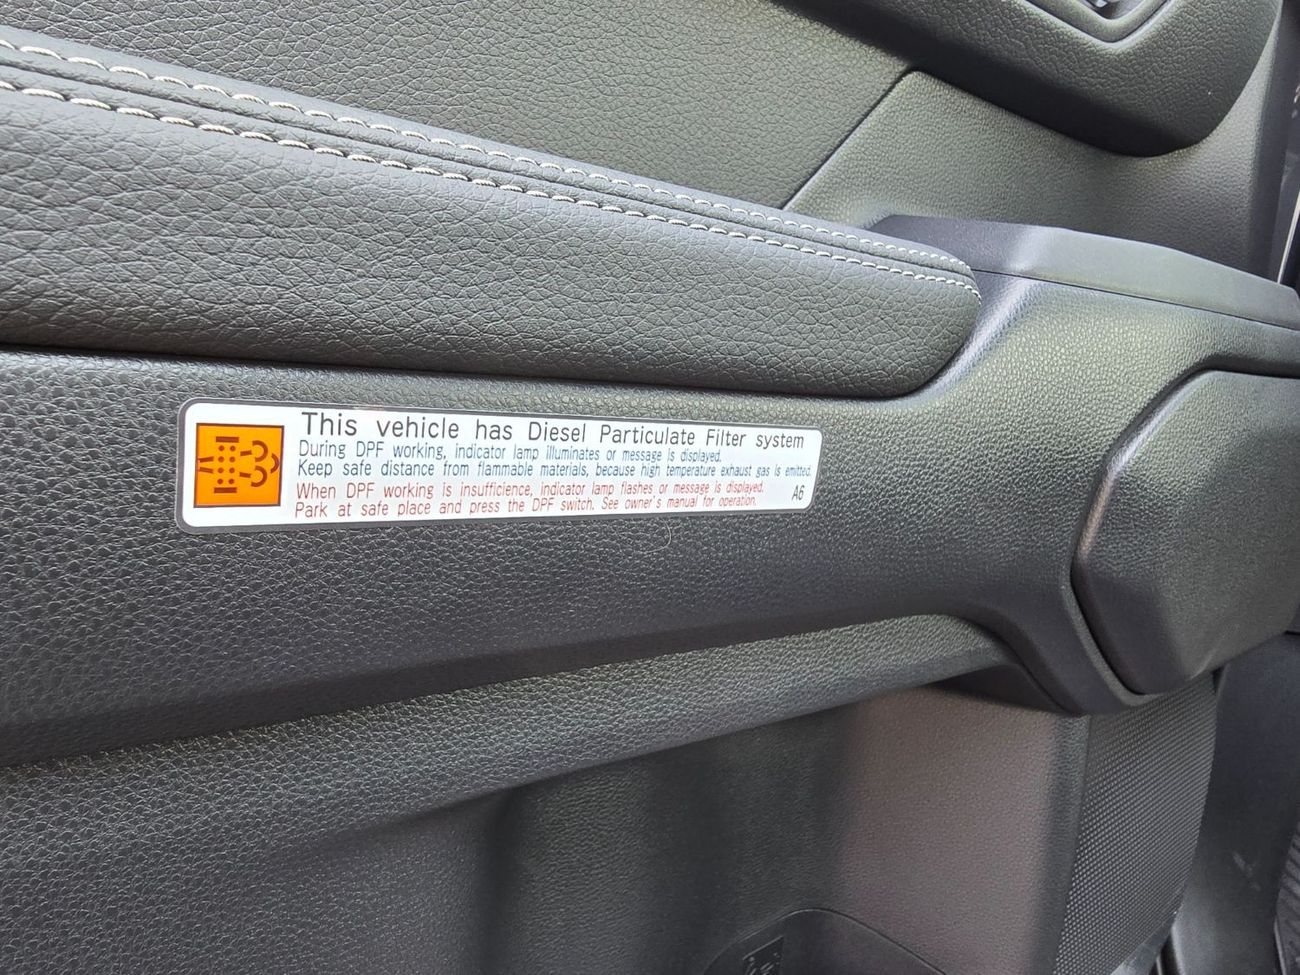 This vehicle has Diesel Particulate Filter system
During DPF working, indicator lamp illuminates or message is displayed.
Keep safe distance from flammable materials, because high temperature exhaust gas is emitted.
When DPF working is insufficience, indicator lamp flashes or message is displayed.
Park at safe place and press the DPF switch. See owner's manual for operation.
A6